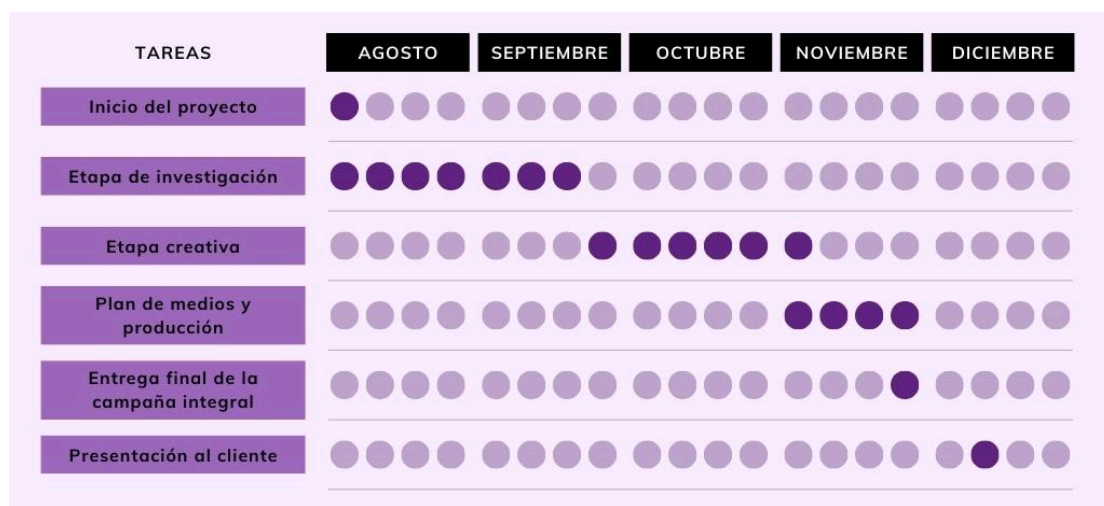 TAREAS
AGOSTO
SEPTIEMBRE
OCTUBRE
NOVIEMBRE
DICIEMBRE
Inicio del proyecto
Etapa de investigación
Etapa creativa
Plan de medios y
producción
Entrega final de la
campaña integral
Presentación al cliente